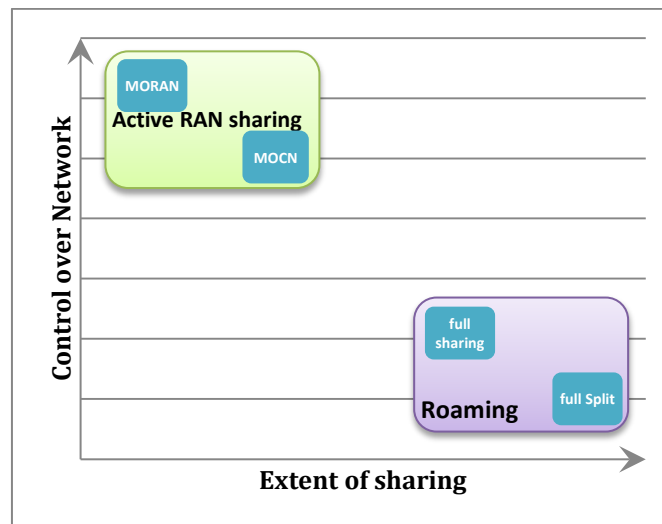 MORAN
Active RAN sharing
MOCN
Control over Network
full
sharing
full Split
Roaming
Extent of sharing